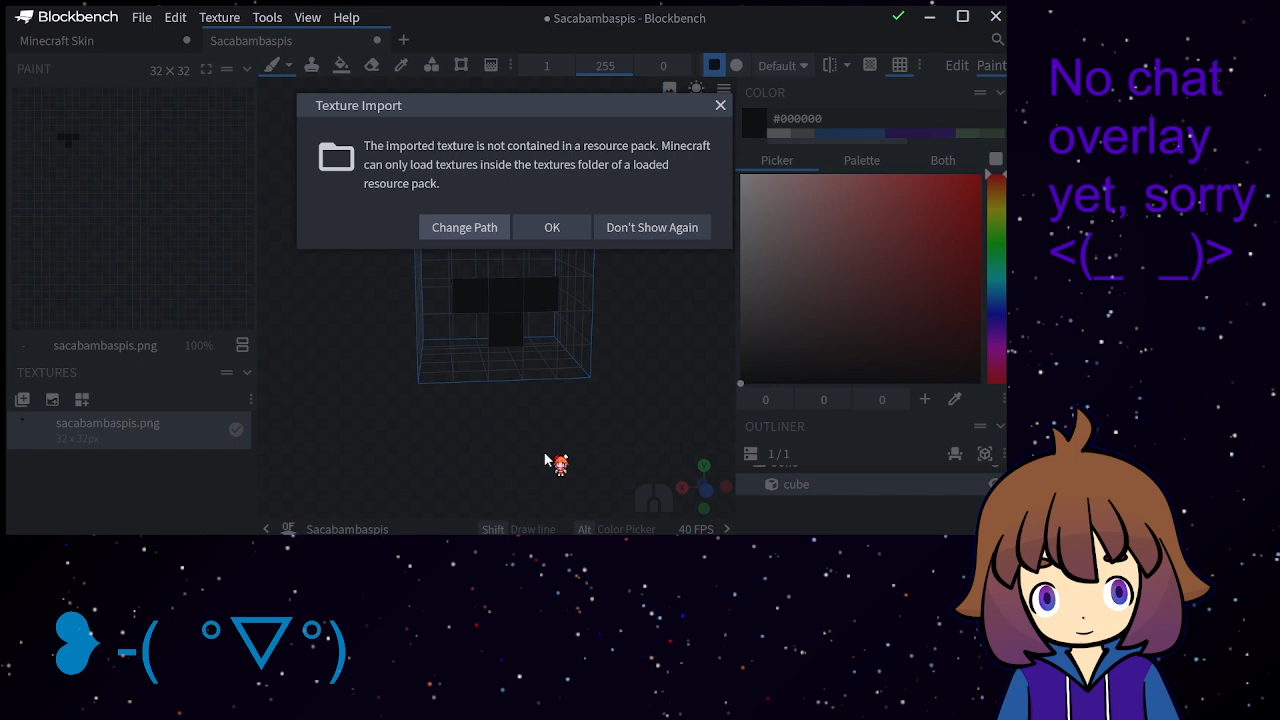 Blockbench File Edit Texture Tools View Help
Sacabambaspis - Blockbench
Minecraft Skin
Sacabambaspis
PAINT
32 × 32
1
255
0
Default
Edit
Paint
Texture Import
The imported texture is not contained in a resource pack. Minecraft
can only load textures inside the textures folder of a loaded
resource pack.
Change Path
OK
Don't Show Again
COLOR
#000000
Picker
Palette
Both
sacabambaspis.png
100%
TEXTURES
sacabambaspis.png
32 x 32px
0
0
0
OUTLINER
1 / 1
cube
0F
Sacabambaspis
Shift Draw line
Alt Color Picker
40 FPS
No chat
overlay
yet, sorry
<(_ _)>
❥-( °▽°)